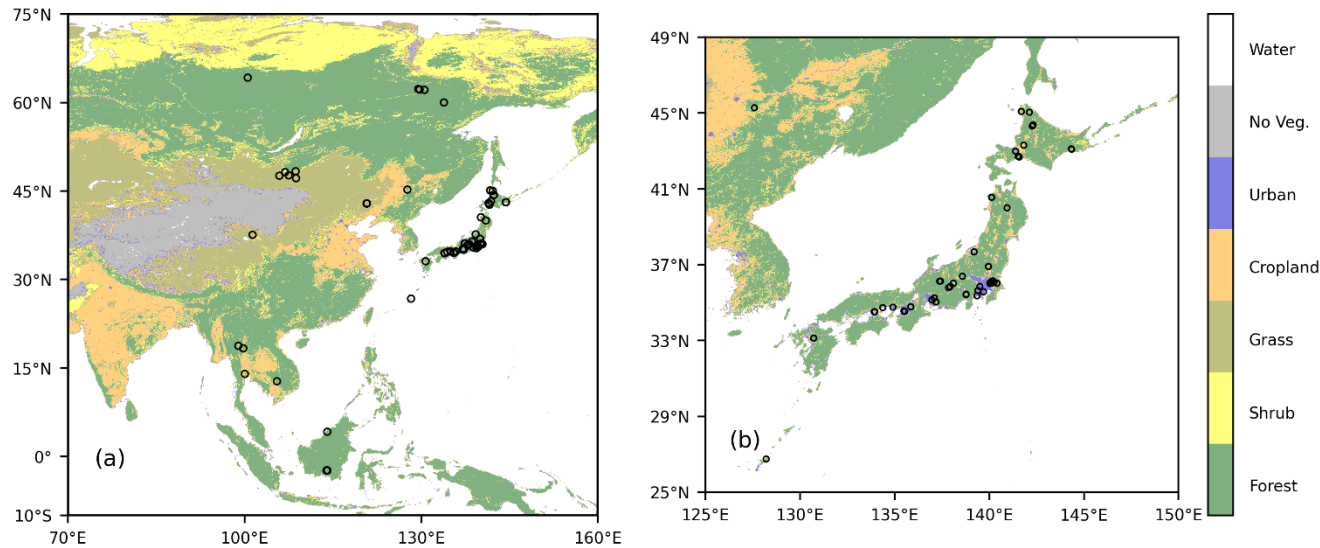 75°N
60°N
45°N
30°N
15°N
0°
10°S
70°E
100°E
130°E
160°E
(a)
49°N
45°N
41°N
37°N
33°N
29°N
25°N
125°E
130°E
135°E
140°E
145°E
150°E
(b)
Water
No Veg.
Urban
Cropland
Grass
Shrub
Forest